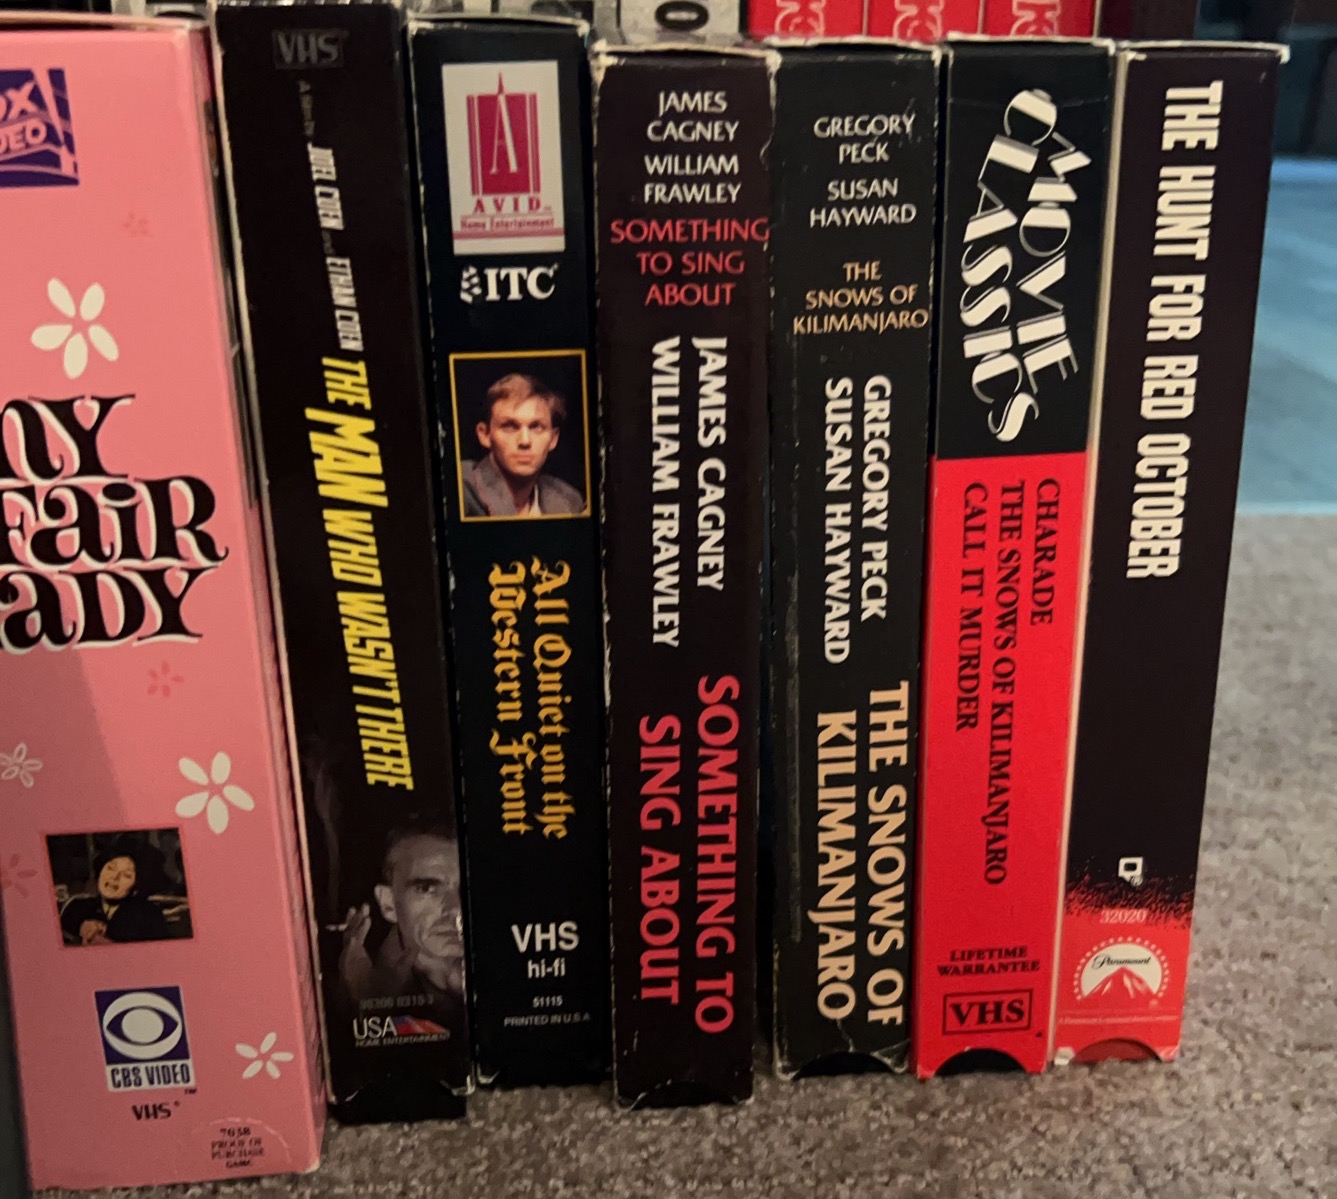 MY
FAIR
LADY
CBS VIDEO
VHS
7038
PROOF OF
PURCHASE
VHS
A film by JOEL COEN and ETHAN COEN
THE MAN WHO WASN'T THERE
USA
HOME ENTERTAINMENT
A
AVID
Home Entertainment
ITC
All Quiet on the
Western Front
VHS
hi-fi
51115
PRINTED IN U.S.A
JAMES
CAGNEY
WILLIAM
FRAWLEY
SOMETHING
TO SING
ABOUT
JAMES CAGNEY
WILLIAM FRAWLEY
SOMETHING TO
SING ABOUT
GREGORY
PECK
SUSAN
HAYWARD
THE
SNOWS OF
KILIMANJARO
GREGORY PECK
SUSAN HAYWARD
THE SNOWS OF
KILIMANJARO
MOVIE
CLASSICS
CHARADE
THE SNOWS OF KILIMANJARO
CALL IT MURDER
LIFETIME
WARRANTEE
VHS
THE HUNT FOR RED OCTOBER
32020
Paramount